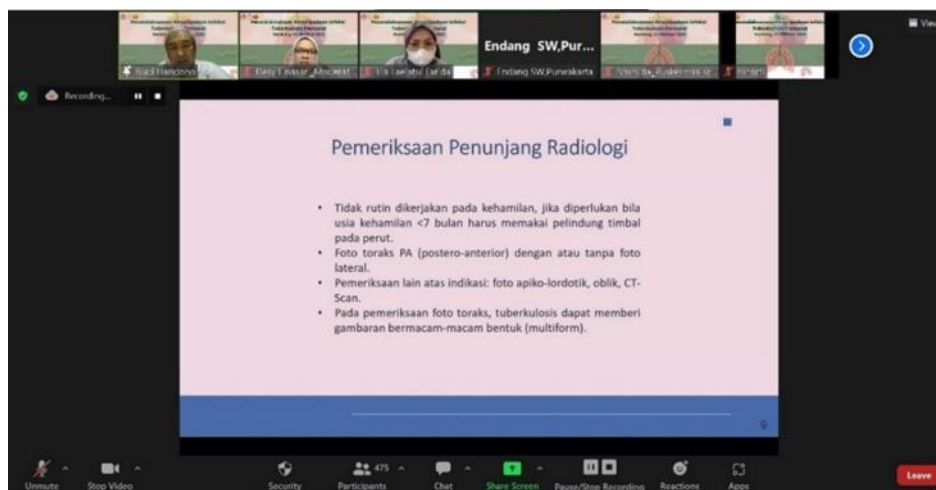 View
Endang SW,Pur...
Endang SW,Purwakarta
Recording...
Pemeriksaan Penunjang Radiologi
• Tidak rutin dikerjakan pada kehamilan, jika diperlukan bila
usia kehamilan <7 bulan harus memakai pelindung timbal
pada perut.
• Foto toraks PA (postero-anterior) dengan atau tanpa foto
lateral.
• Pemeriksaan lain atas indikasi: foto apiko-lordotik, oblik, CT-
Scan.
• Pada pemeriksaan foto toraks, tuberkulosis dapat memberi
gambaran bermacam-macam bentuk (multiform).
9
475
Unmute Stop Video Security Participants Chat Share Screen Pause/Stop Recording Reactions Apps
Leave